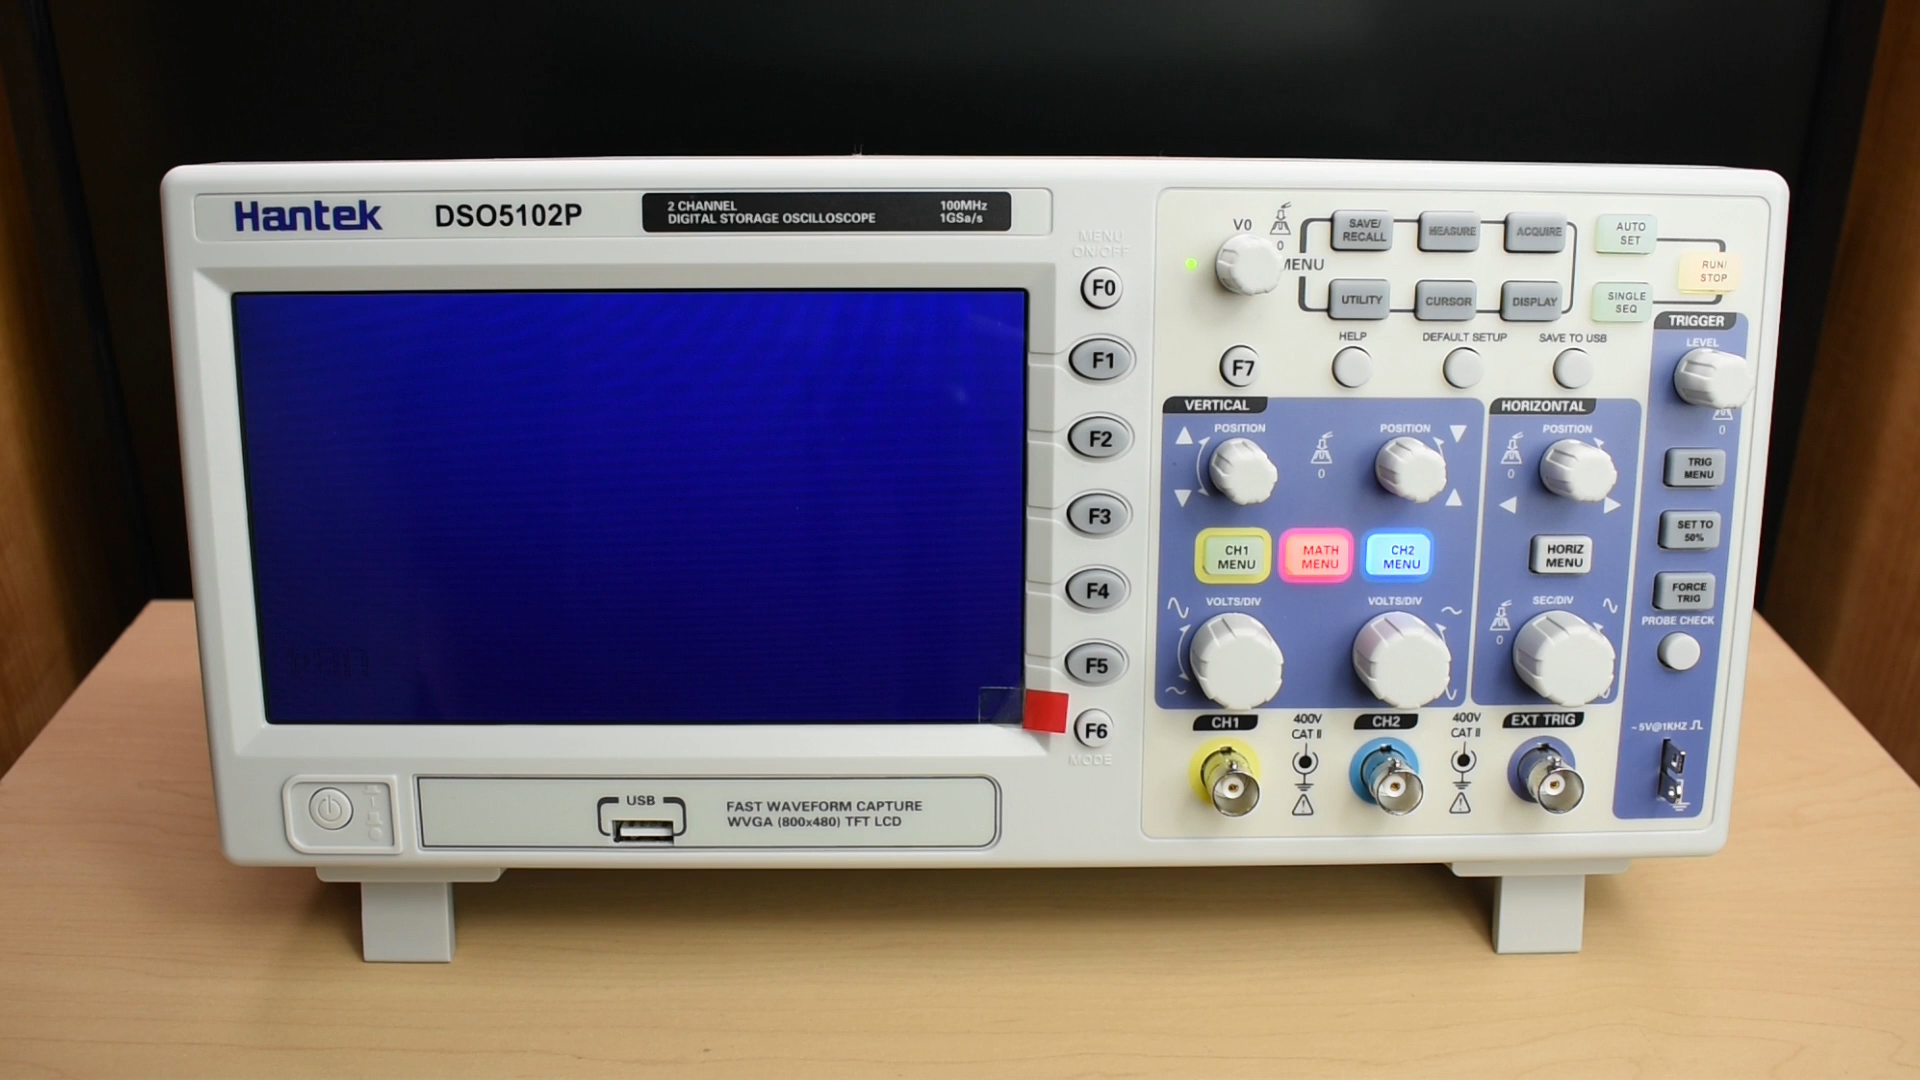 Hantek DSO5102P
2 CHANNEL 100MHz
DIGITAL STORAGE OSCILLOSCOPE 1GSa/s
MENU
ON/OFF
F0
F1
F2
F3
F4
F5
F6
MODE
USB
FAST WAVEFORM CAPTURE
WVGA (800x480) TFT LCD
V0
0
MENU
SAVE/
RECALL
MEASURE
ACQUIRE
UTILITY
CURSOR
DISPLAY
AUTO
SET
RUN/
STOP
SINGLE
SEQ
F7
HELP
DEFAULT SETUP
SAVE TO USB
VERTICAL
POSITION
0
POSITION
CH1
MENU
MATH
MENU
CH2
MENU
VOLTS/DIV
VOLTS/DIV
HORIZONTAL
POSITION
0
HORIZ
MENU
SEC/DIV
0
TRIGGER
LEVEL
0
TRIG
MENU
SET TO
50%
FORCE
TRIG
PROBE CHECK
~5V@1KHZ
CH1
400V
CAT II
CH2
400V
CAT II
EXT TRIG